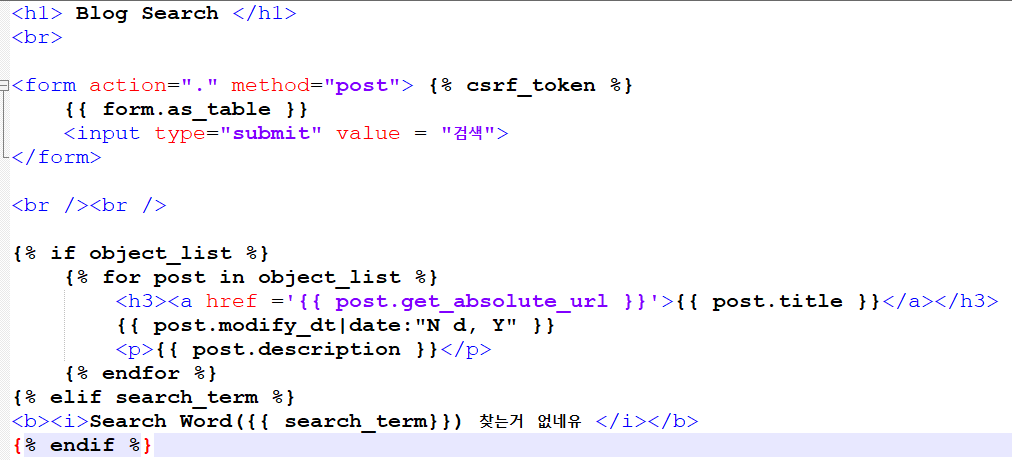 <h1> Blog Search </h1>
<br>
<form action="." method="post"> {% csrf_token %}
{{ form.as_table }}
<input type="submit" value = "검색">
</form>
<br /><br />
{% if object_list %}
{% for post in object_list %}
<h3><a href ='{{ post.get_absolute_url }}'>{{ post.title }}</a></h3>
{{ post.modify_dt|date:"N d, Y" }}
<p>{{ post.description }}</p>
{% endfor %}
{% elif search_term %}
<b><i>Search Word({{ search_term}}) 찾는거 없네유 </i></b>
{% endif %}